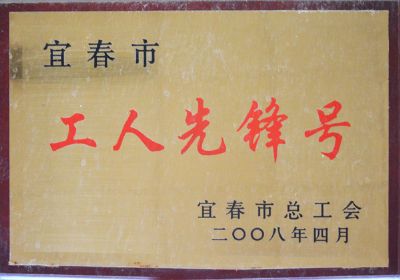 宜春市
工人先锋号
宜春市总工会
二〇〇八年四月